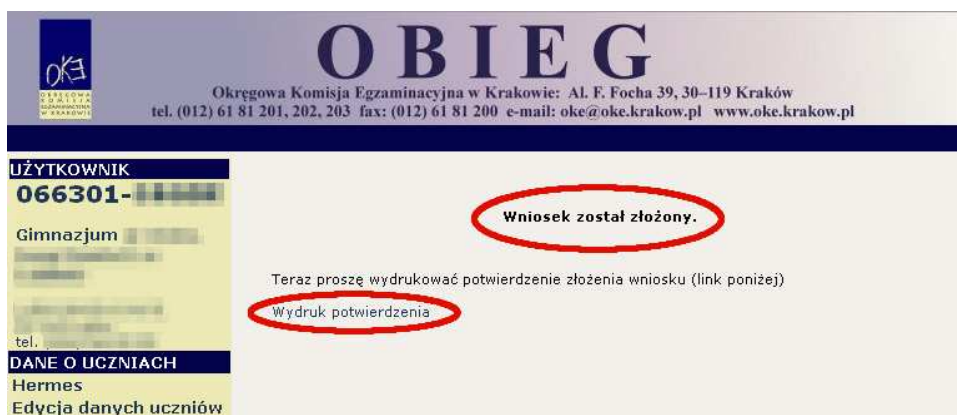 OKE
OKRĘGOWA
KOMISJA
EGZAMINACYJNA
W KRAKOWIE
OBIEG
Okręgowa Komisja Egzaminacyjna w Krakowie: Al. F. Focha 39, 30–119 Kraków
tel. (012) 61 81 201, 202, 203 fax: (012) 61 81 200 e-mail: oke@oke.krakow.pl www.oke.krakow.pl
UŻYTKOWNIK
066301-
Gimnazjum
tel.
DANE O UCZNIACH
Hermes
Edycja danych uczniów
Wniosek został złożony.
Teraz proszę wydrukować potwierdzenie złożenia wniosku (link poniżej)
Wydruk potwierdzenia